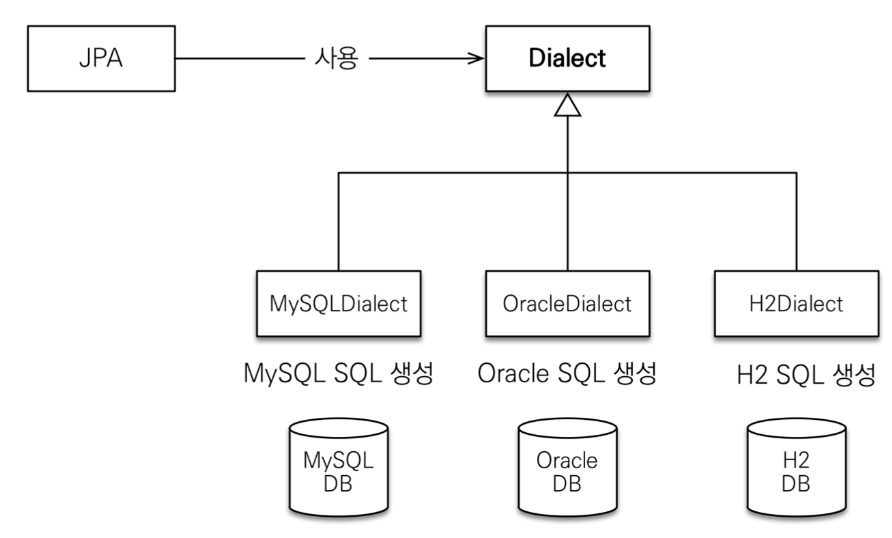 JPA
사용
Dialect
MySQLDialect
OracleDialect
H2Dialect
MySQL SQL 생성
Oracle SQL 생성
H2 SQL 생성
MySQL
DB
Oracle
DB
H2
DB